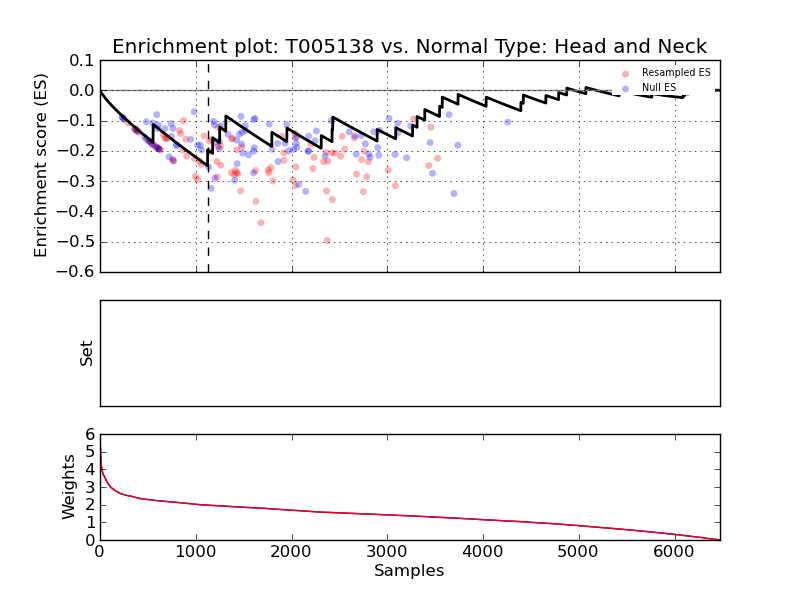 Enrichment plot: T005138 vs. Normal Type: Head and Neck
Enrichment score (ES)
0.1
0.0
−0.1
−0.2
−0.3
−0.4
−0.5
−0.6
Resampled ES
Null ES
Set
Weights
6
5
4
3
2
1
0
0 1000 2000 3000 4000 5000 6000
Samples